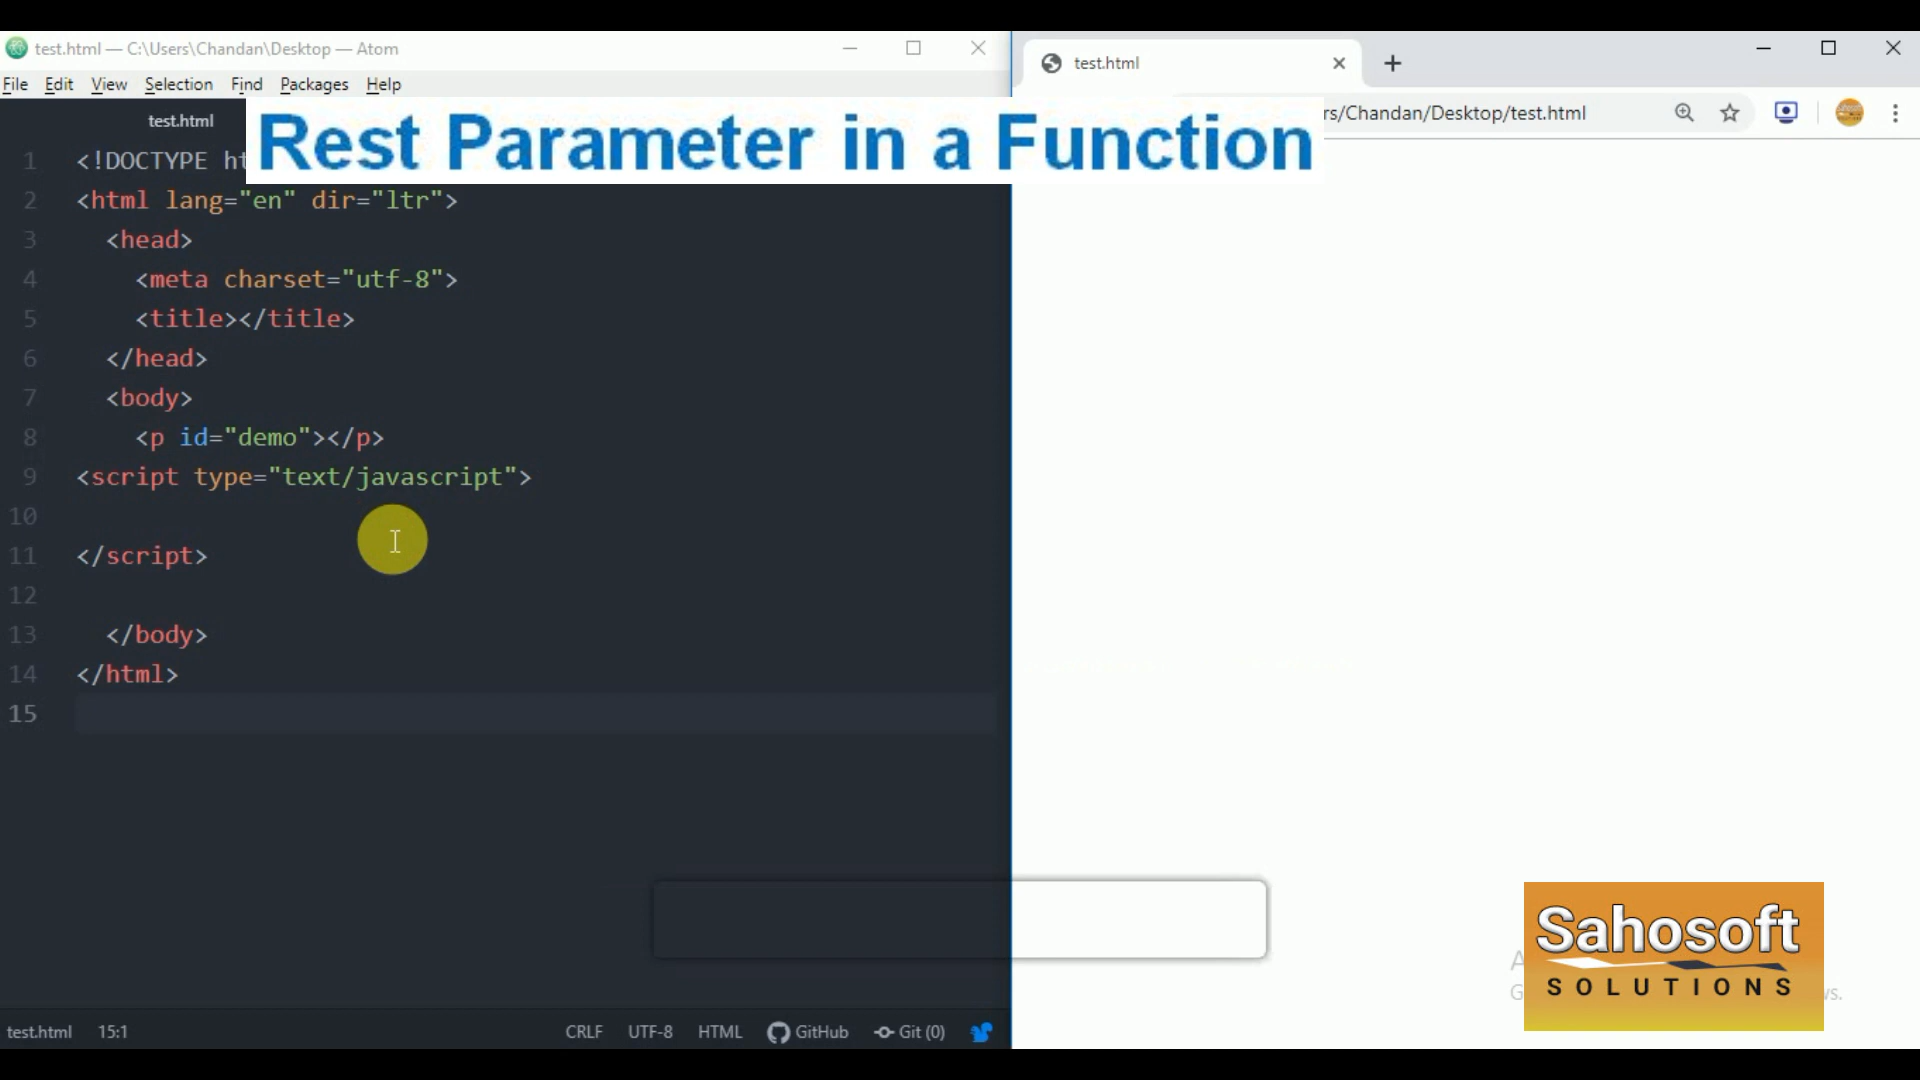 test.html — C:\Users\Chandan\Desktop — Atom
File Edit View Selection Find Packages Help
test.html
Rest Parameter in a Function
1 <!DOCTYPE ht
2 <html lang="en" dir="ltr">
3 <head>
4 <meta charset="utf-8">
5 <title></title>
6 </head>
7 <body>
8 <p id="demo"></p>
9 <script type="text/javascript">
10
11 </script>
12
13 </body>
14 </html>
15
test.html 15:1 CRLF UTF-8 HTML GitHub Git (0)
test.html
rs/Chandan/Desktop/test.html
Sahosoft
SOLUTIONS